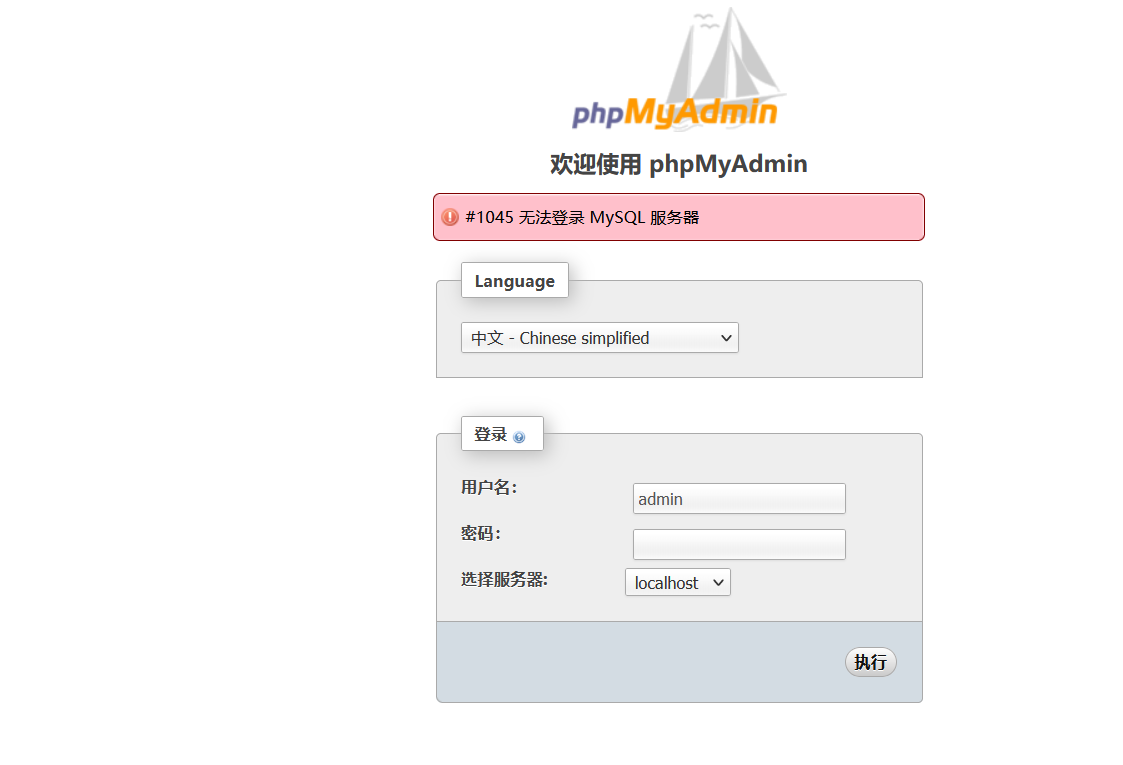 phpMyAdmin
欢迎使用 phpMyAdmin
#1045 无法登录 MySQL 服务器
Language
中文 - Chinese simplified
登录
用户名：
admin
密码：
选择服务器:
localhost
执行